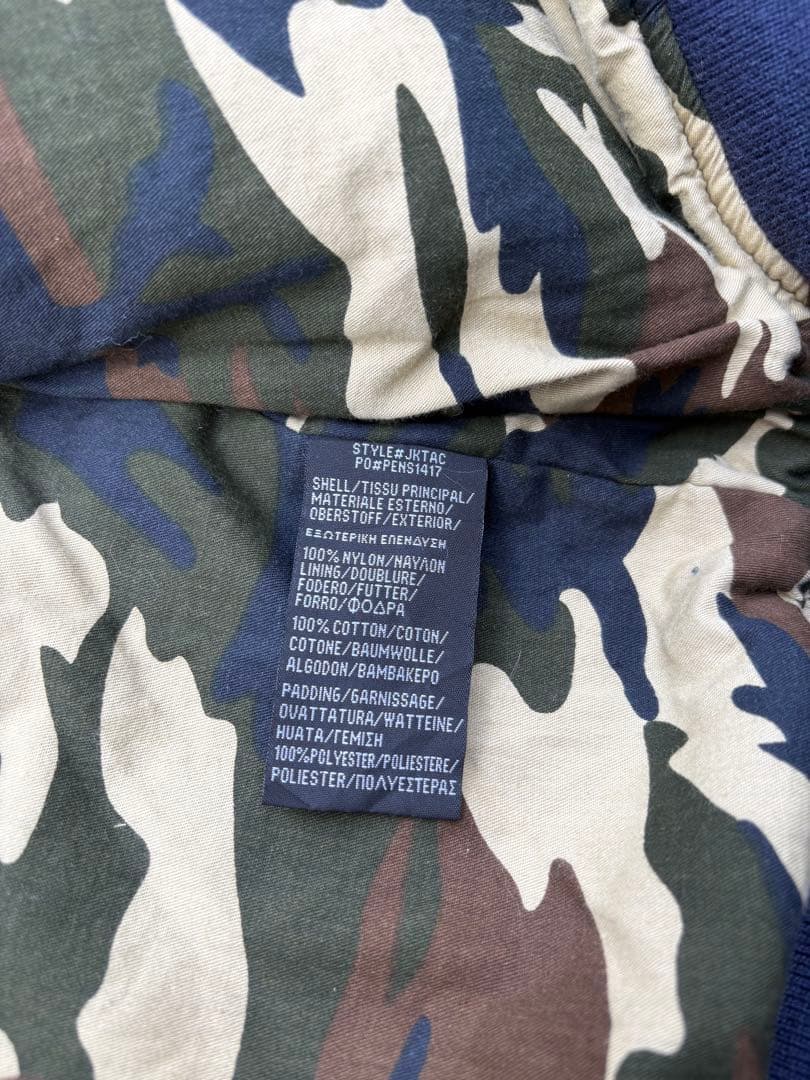 STYLE#JKTAC
PO#PENS1417
SHELL/TISSU PRINCIPAL/
MATERIALE ESTERNO/
OBERSTOFF/EXTERIOR/
ΕΞΩΤΕΡΙΚΗ ΕΠΕΝΔΥΣΗ
100% NYLON/ΝΑΥΛΟΝ
LINING/DOUBLURE/
FODERO/FUTTER/
FORRO/ΦΟΔΡΑ
100% COTTON/COTON/
COTONE/BAUMWOLLE/
ALGODON/ΒΑΜΒΑΚΕΡΟ
PADDING/GARNISSAGE/
OVATTATURA/WATTEINE/
HUATA/ΓΕΜΙΣΗ
100%POLYESTER/POLIESTERE/
POLIESTER/ΠΟΛΥΕΣΤΕΡΑΣ